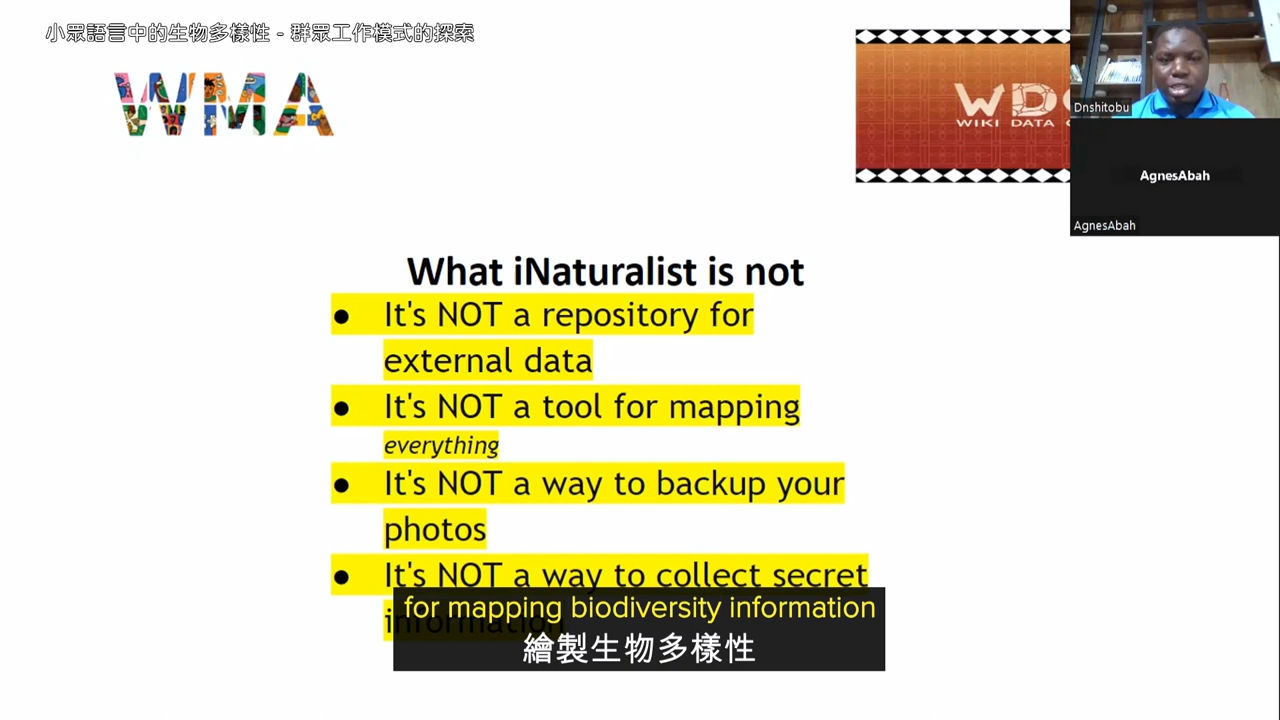 小眾語言中的生物多樣性 - 群眾工作模式的探索
WMA
WD
WIKI DATA
Dnshitobu
AgnesAbah
AgnesAbah
What iNaturalist is not
● It's NOT a repository for
external data
● It's NOT a tool for mapping
everything
● It's NOT a way to backup your
photos
● It's NOT a way to collect secret
information
for mapping biodiversity information
繪製生物多樣性